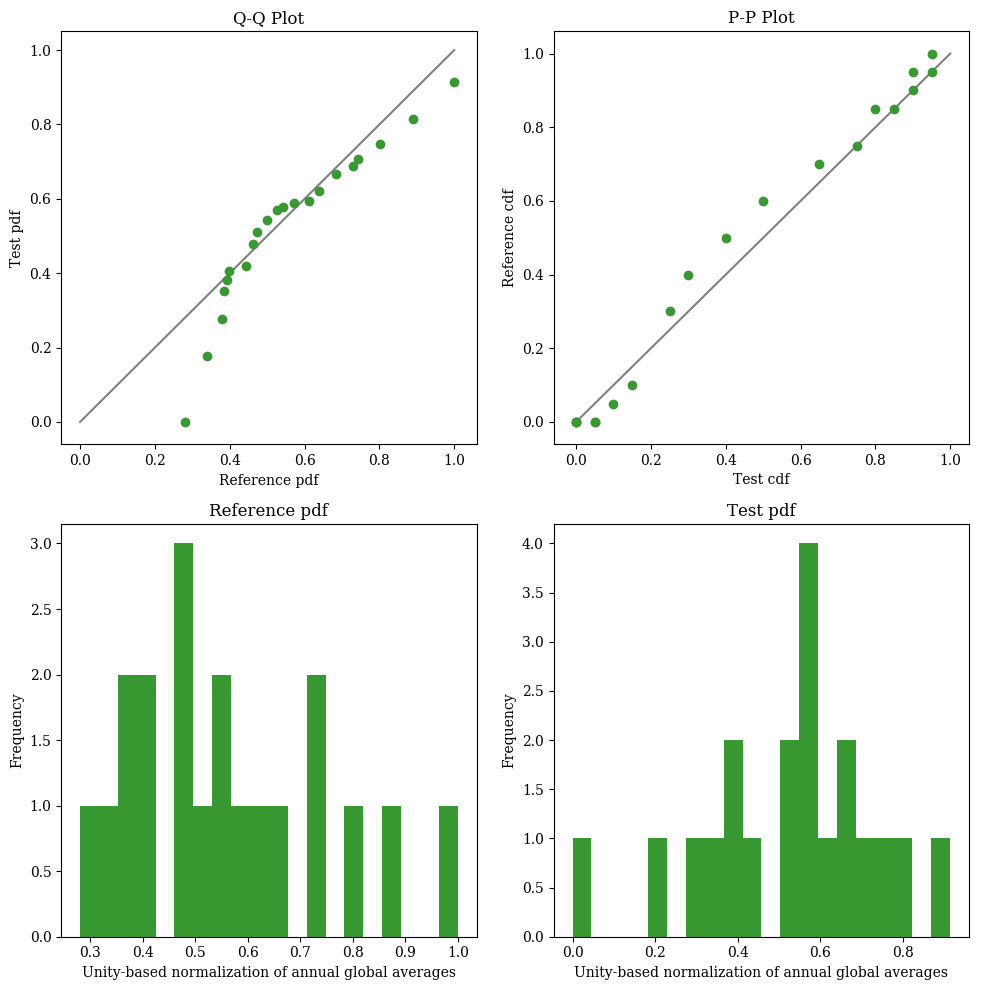 Q-Q Plot
1.0
0.8
0.6
0.4
0.2
0.0
Test pdf
0.0 0.2 0.4 0.6 0.8 1.0
Reference pdf
P-P Plot
1.0
0.8
0.6
0.4
0.2
0.0
Reference cdf
0.0 0.2 0.4 0.6 0.8 1.0
Test cdf
Reference pdf
3.0
2.5
2.0
1.5
1.0
0.5
0.0
Frequency
0.3 0.4 0.5 0.6 0.7 0.8 0.9 1.0
Unity-based normalization of annual global averages
Test pdf
4.0
3.5
3.0
2.5
2.0
1.5
1.0
0.5
0.0
Frequency
0.0 0.2 0.4 0.6 0.8
Unity-based normalization of annual global averages